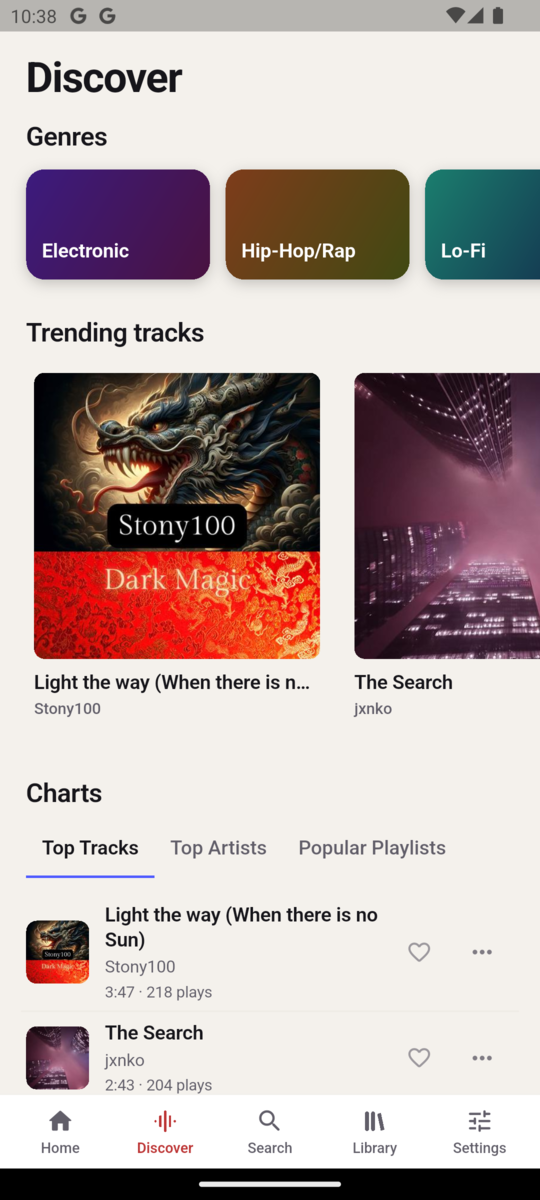 10:38 G G
Discover
Genres
Electronic
Hip-Hop/Rap
Lo-Fi
Trending tracks
Stony100
Dark Magic
Light the way (When there is n...
Stony100
The Search
jxnko
Charts
Top Tracks
Top Artists
Popular Playlists
Stony100
Dark Magic
Light the way (When there is no
Sun)
Stony100
3:47 · 218 plays
The Search
jxnko
2:43 · 204 plays
Home
Discover
Search
Library
Settings